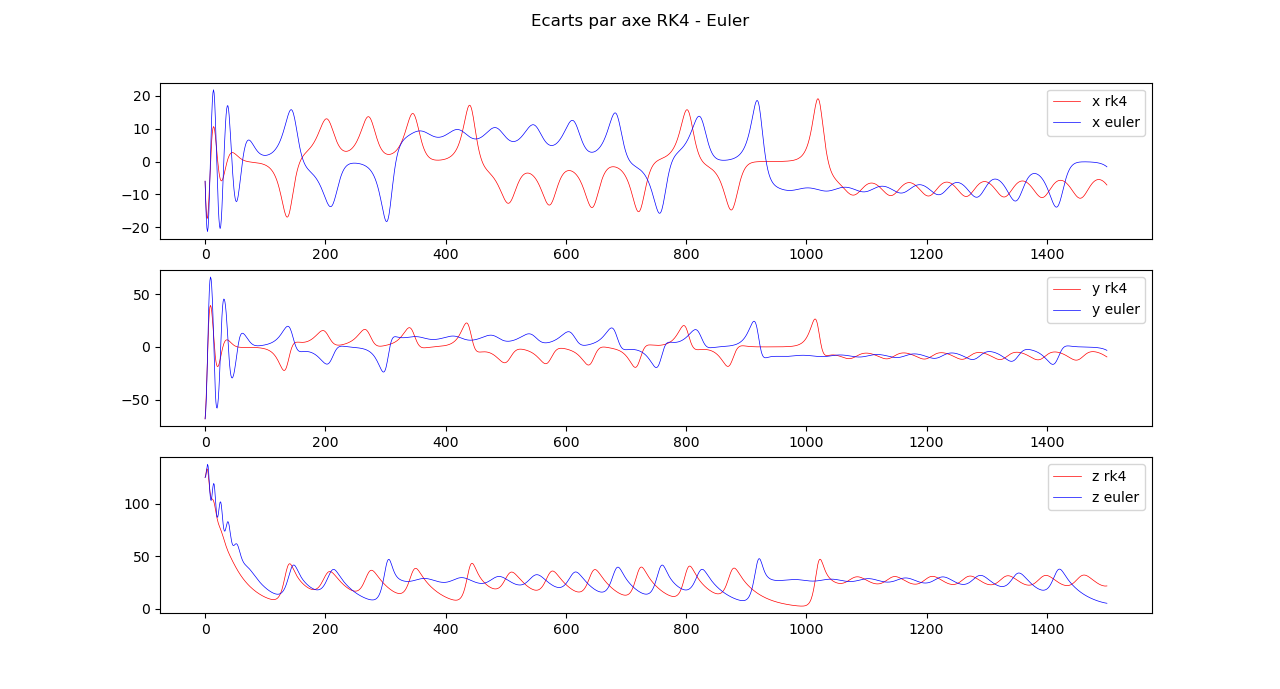 Ecarts par axe RK4 - Euler
20
10
0
−10
−20
x rk4
x euler
0 200 400 600 800 1000 1200 1400
50
0
−50
y rk4
y euler
0 200 400 600 800 1000 1200 1400
100
50
0
z rk4
z euler
0 200 400 600 800 1000 1200 1400